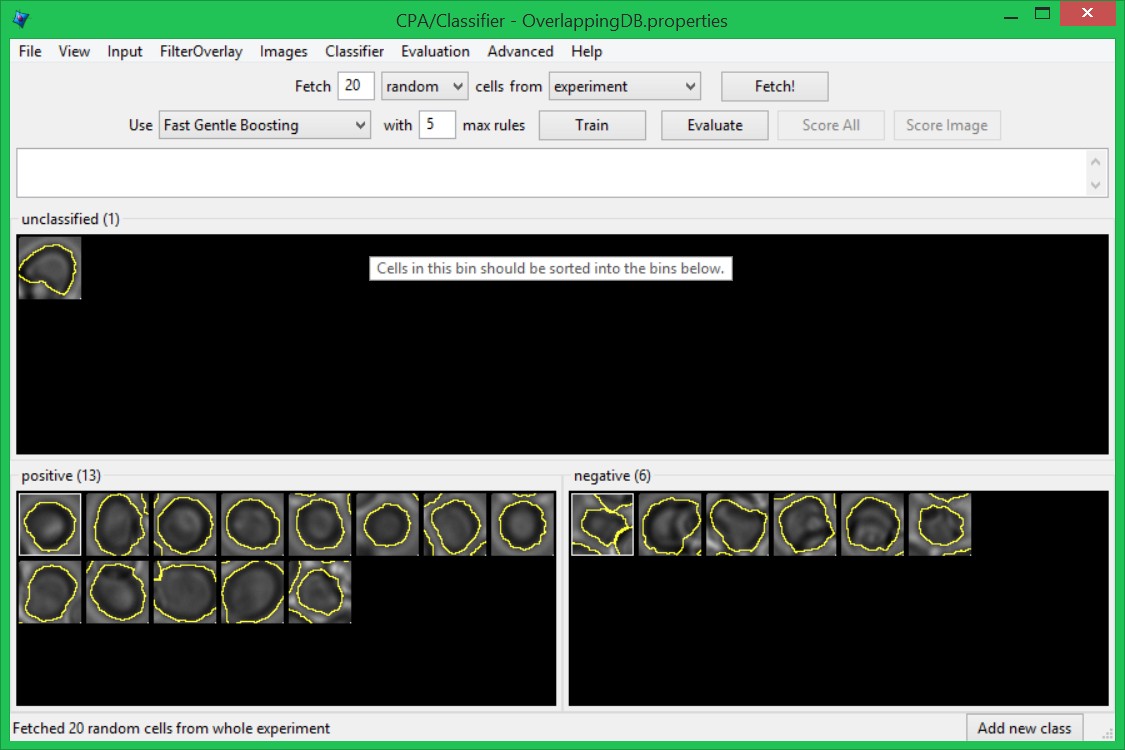 CPA/Classifier - OverlappingDB.properties
File View Input FilterOverlay Images Classifier Evaluation Advanced Help
Fetch 20 random cells from experiment Fetch!
Use Fast Gentle Boosting with 5 max rules Train Evaluate Score All Score Image
unclassified (1)
Cells in this bin should be sorted into the bins below.
positive (13) negative (6)
Fetched 20 random cells from whole experiment Add new class